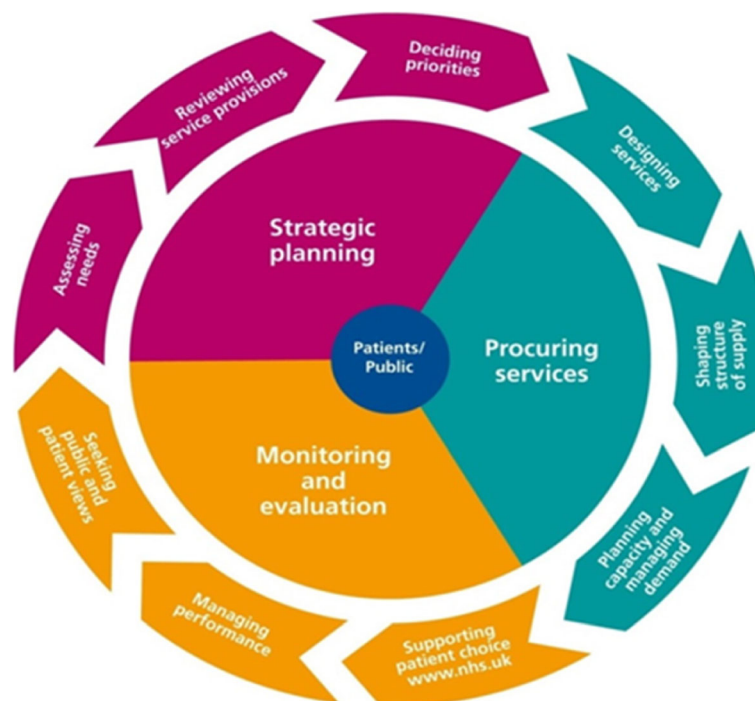 Deciding
priorities
Designing
services
Shaping
structure
of supply
Planning
capacity and
managing
demand
Supporting
patient choice
www.nhs.uk
Managing
performance
Seeking
public and
patient views
Assessing
needs
Reviewing
service provisions
Strategic
planning
Procuring
services
Monitoring
and
evaluation
Patients/
Public